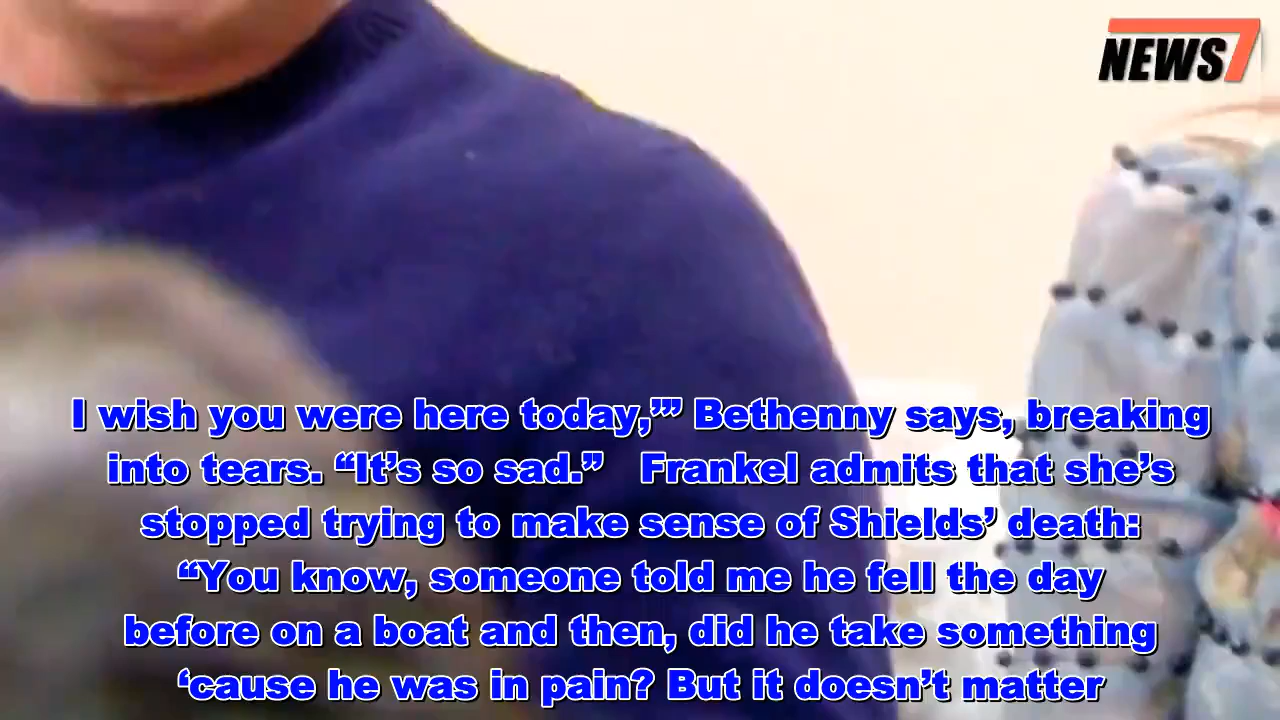 NEWS7
I wish you were here today,’” Bethenny says, breaking
into tears. “It’s so sad.” Frankel admits that she’s
stopped trying to make sense of Shields’ death:
“You know, someone told me he fell the day
before on a boat and then, did he take something
‘cause he was in pain? But it doesn’t matter